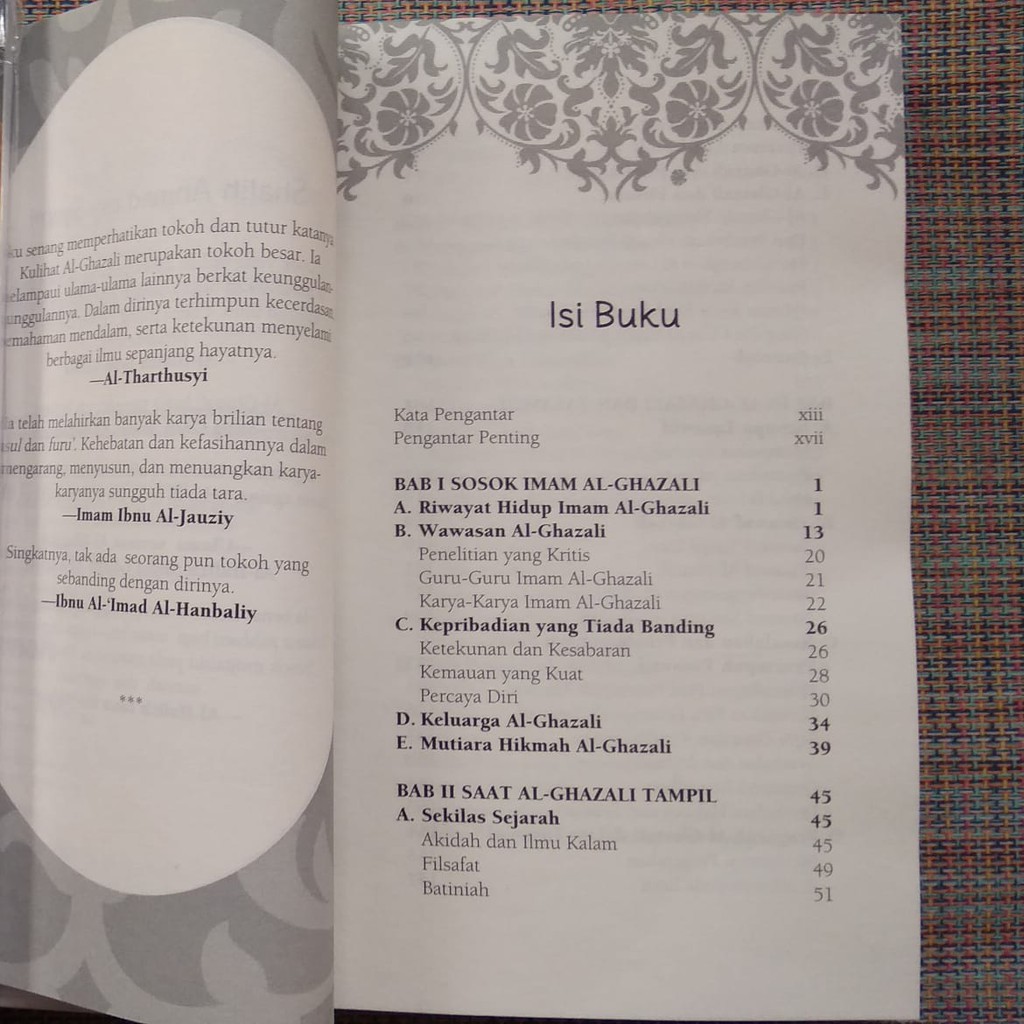 senang memperhatikan tokoh dan tutur katanya
Kulihat Al-Ghazali merupakan tokoh besar. Ia
ulama-ulama lainnya berkat keunggulan-
Dalam dirinya terhimpun kecerdasan
mendalam, serta ketekunan menyelami
berbagai ilmu sepanjang hayatnya.
—Al-Tharthusyi
telah melahirkan banyak karya brilian tentang
dan furu'. Kehebatan dan kefasihannya dalam
mengarang, menyusun, dan menuangkan karya-
karyanya sungguh tiada tara.
—Imam Ibnu Al-Jauziy
Singkatnya, tak ada seorang pun tokoh yang
sebanding dengan dirinya.
—Ibnu Al-'Imad Al-Hanbaliy
***
Isi Buku
Kata Pengantar xiii
Pengantar Penting xvii
BAB I SOSOK IMAM AL-GHAZALI 1
A. Riwayat Hidup Imam Al-Ghazali 1
B. Wawasan Al-Ghazali 13
Penelitian yang Kritis 20
Guru-Guru Imam Al-Ghazali 21
Karya-Karya Imam Al-Ghazali 22
C. Kepribadian yang Tiada Banding 26
Ketekunan dan Kesabaran 26
Kemauan yang Kuat 28
Percaya Diri 30
D. Keluarga Al-Ghazali 34
E. Mutiara Hikmah Al-Ghazali 39
BAB II SAAT AL-GHAZALI TAMPIL 45
A. Sekilas Sejarah 45
Akidah dan Ilmu Kalam 45
Filsafat 49
Batiniah 51